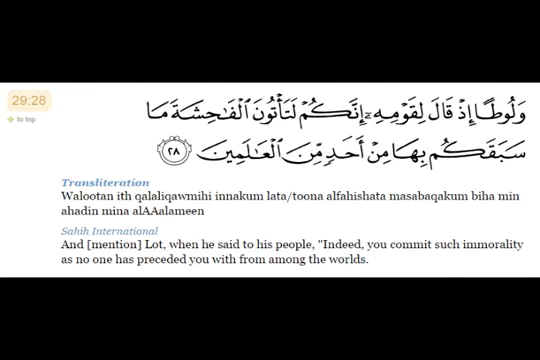 29:28
to top
وَلُوطًا إِذْ قَالَ لِقَوْمِهِۦٓ إِنَّكُمْ لَتَأْتُونَ ٱلْفَـٰحِشَةَ مَا
سَبَقَكُم بِهَا مِنْ أَحَدٍ مِّنَ ٱلْعَـٰلَمِينَ ٢٨
Transliteration
Walootan ith qalaliqawmihi innakum lata/toona alfahishata masabaqakum biha min
ahadin mina alAAalameen
Sahih International
And [mention] Lot, when he said to his people, "Indeed, you commit such immorality
as no one has preceded you with from among the worlds.